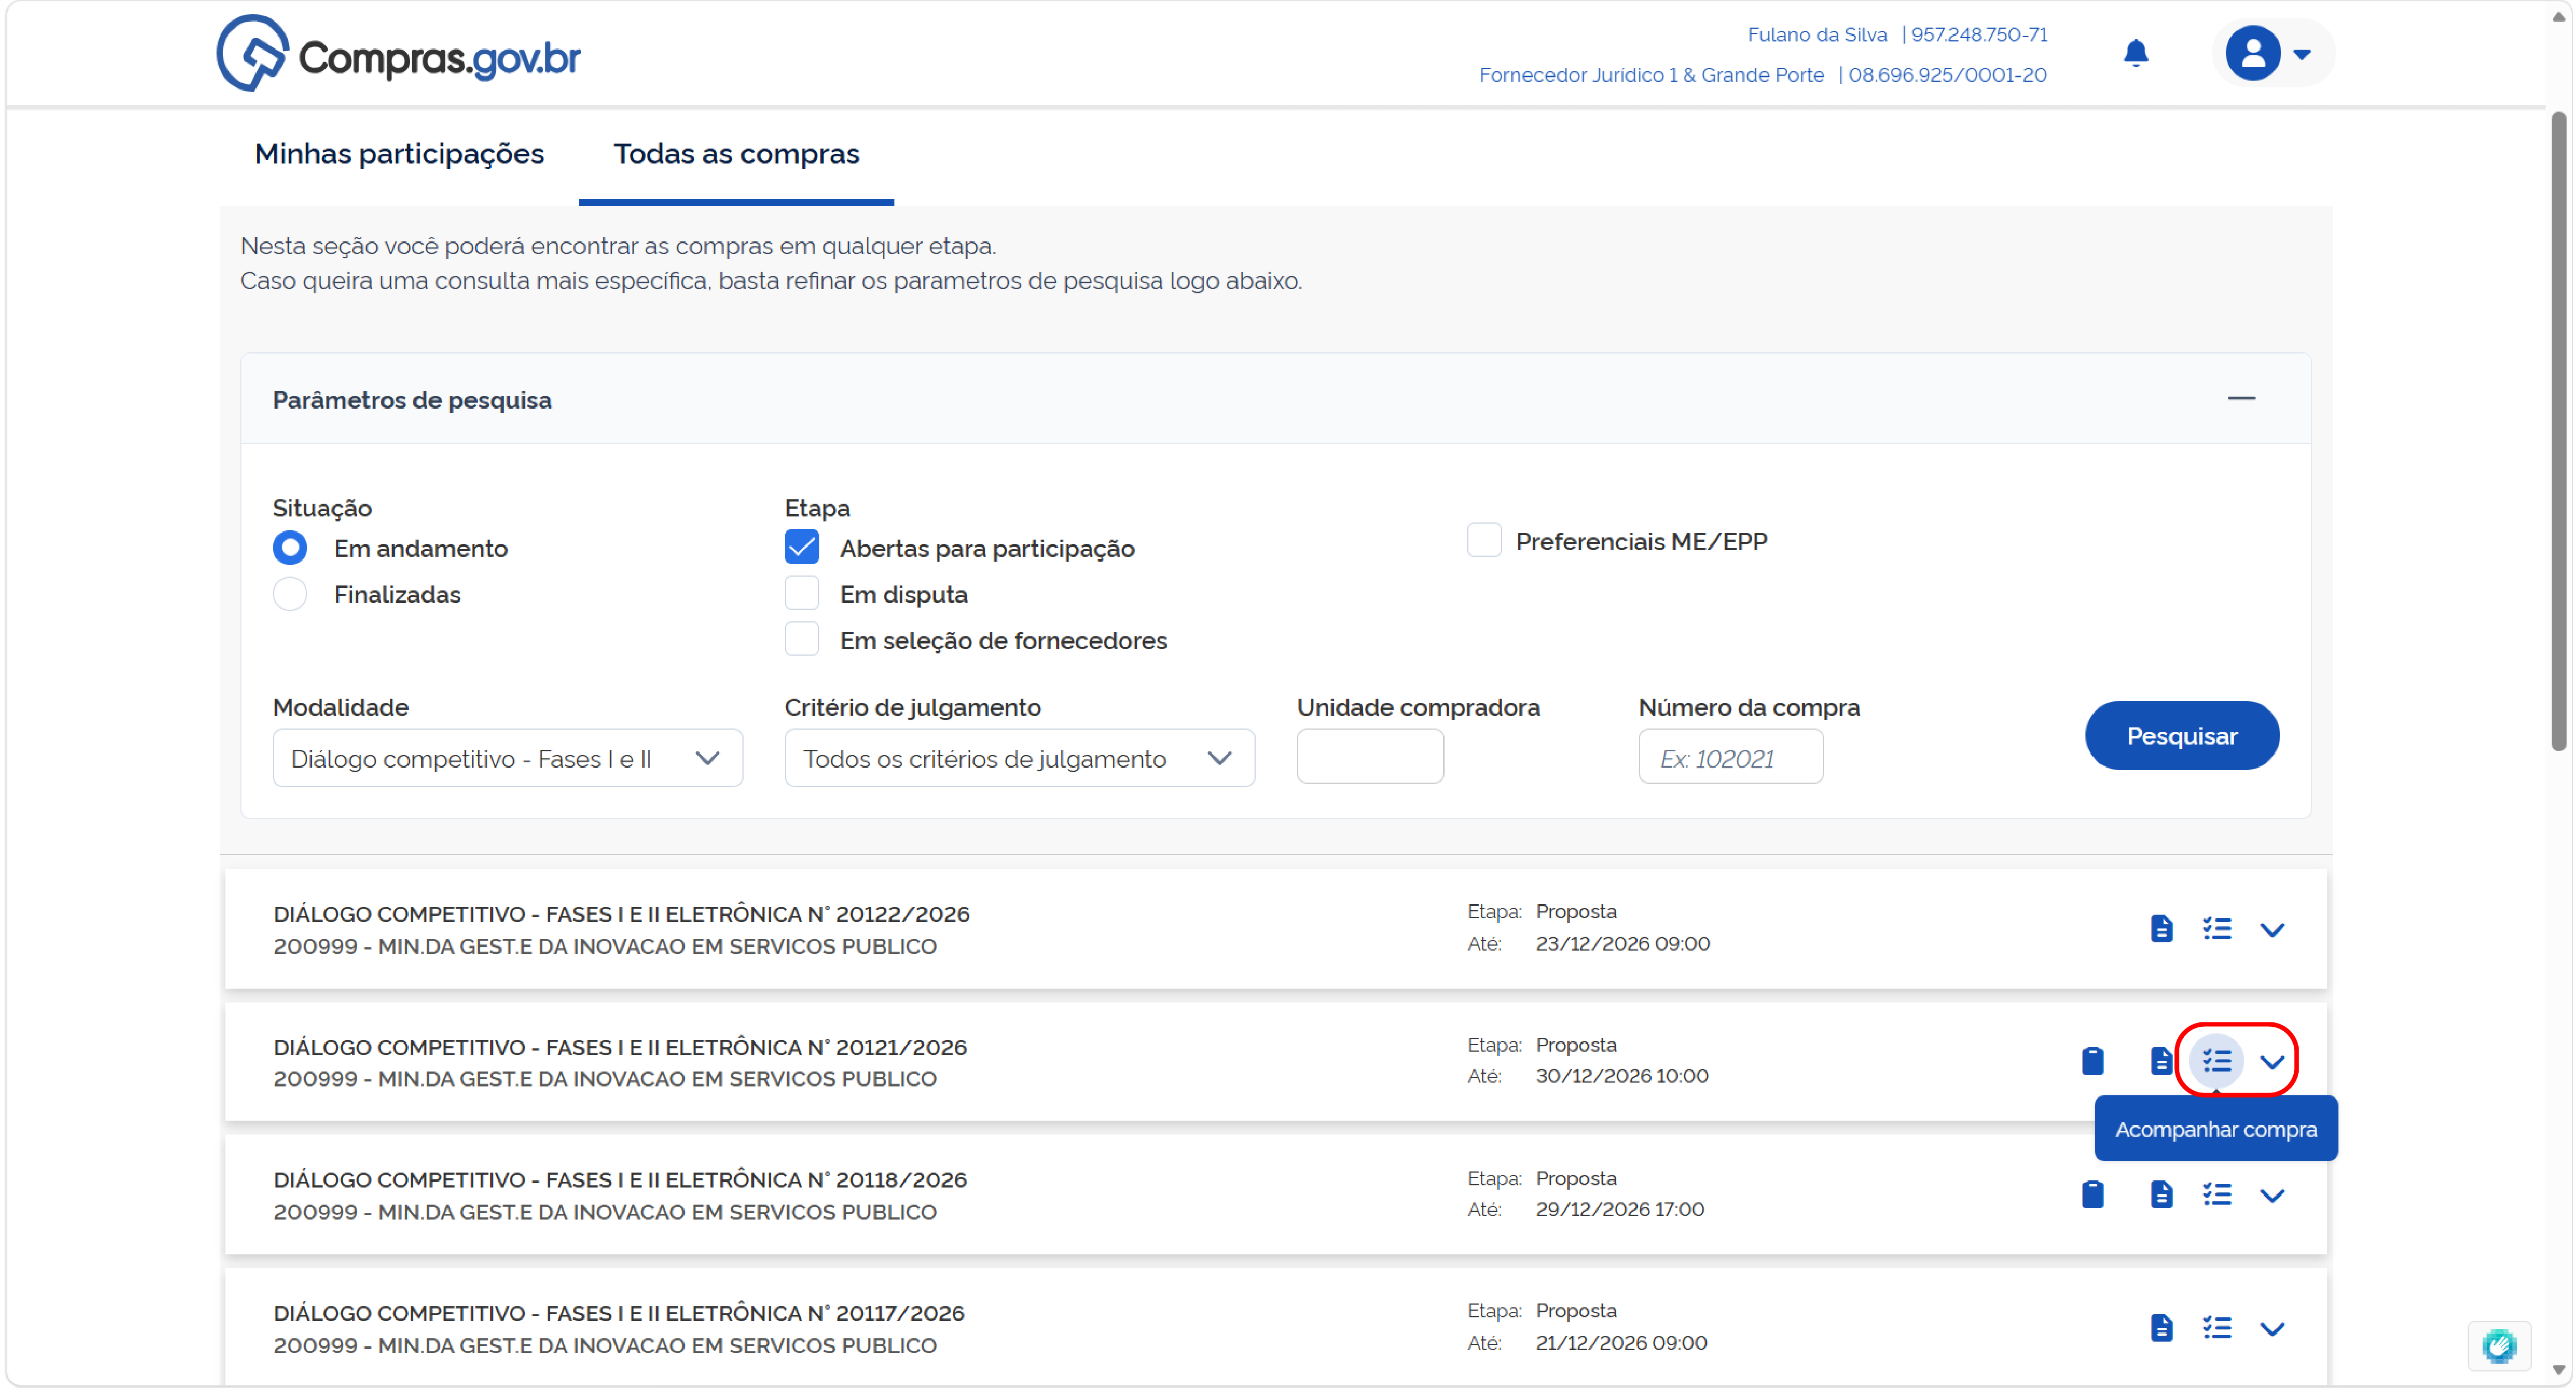 Compras.gov.br
Fulano da Silva | 957.248.750-71
Fornecedor Jurídico 1 & Grande Porte | 08.696.925/0001-20
Minhas participações Todas as compras
Nesta seção você poderá encontrar as compras em qualquer etapa.
Caso queira uma consulta mais específica, basta refinar os parametros de pesquisa logo abaixo.
Parâmetros de pesquisa
Situação
Em andamento
Finalizadas
Etapa
Abertas para participação
Em disputa
Em seleção de fornecedores
Preferenciais ME/EPP
Modalidade
Diálogo competitivo - Fases I e II
Critério de julgamento
Todos os critérios de julgamento
Unidade compradora
Número da compra
Ex: 102021
Pesquisar
DIÁLOGO COMPETITIVO - FASES I E II ELETRÔNICA N° 20122/2026
200999 - MIN.DA GEST.E DA INOVACAO EM SERVICOS PUBLICO
Etapa: Proposta
Até: 23/12/2026 09:00
DIÁLOGO COMPETITIVO - FASES I E II ELETRÔNICA N° 20121/2026
200999 - MIN.DA GEST.E DA INOVACAO EM SERVICOS PUBLICO
Etapa: Proposta
Até: 30/12/2026 10:00
Acompanhar compra
DIÁLOGO COMPETITIVO - FASES I E II ELETRÔNICA N° 20118/2026
200999 - MIN.DA GEST.E DA INOVACAO EM SERVICOS PUBLICO
Etapa: Proposta
Até: 29/12/2026 17:00
DIÁLOGO COMPETITIVO - FASES I E II ELETRÔNICA N° 20117/2026
200999 - MIN.DA GEST.E DA INOVACAO EM SERVICOS PUBLICO
Etapa: Proposta
Até: 21/12/2026 09:00